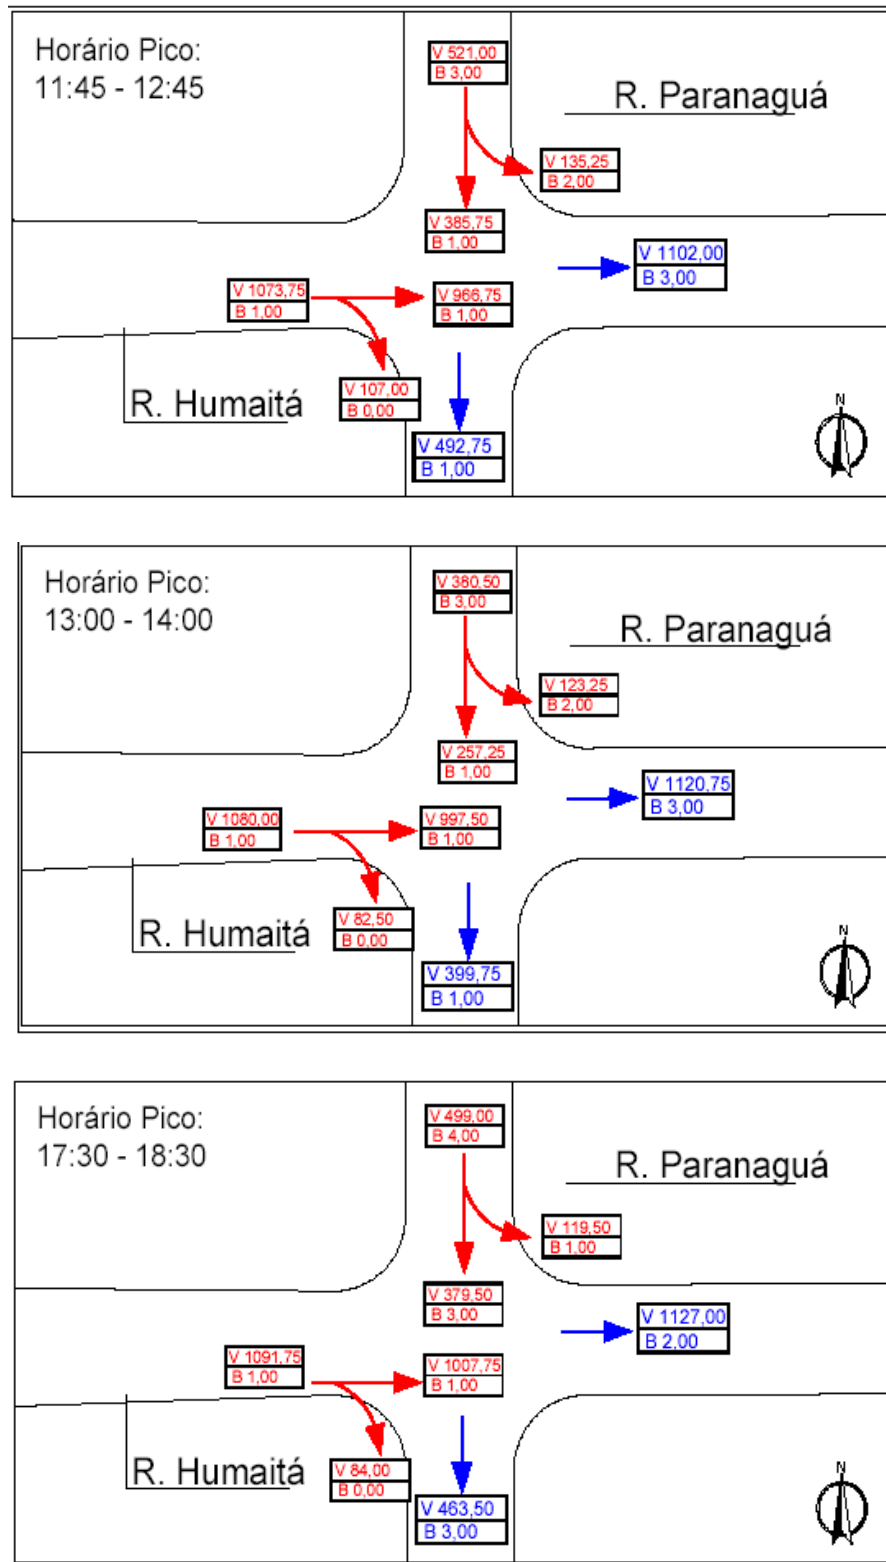 Horário Pico:
11:45 - 12:45
V 521,00
B 3,00
R. Paranaguá
V 135,25
B 2,00
V 385,75
B 1,00
V 1102,00
B 3,00
V 1073,75
B 1,00
V 966,75
B 1,00
V 107,00
B 0,00
R. Humaitá
V 492,75
B 1,00
N
Horário Pico:
13:00 - 14:00
V 380,50
B 3,00
R. Paranaguá
V 123,25
B 2,00
V 257,25
B 1,00
V 1120,75
B 3,00
V 1080,00
B 1,00
V 997,50
B 1,00
V 82,50
B 0,00
R. Humaitá
V 399,75
B 1,00
N
Horário Pico:
17:30 - 18:30
V 499,00
B 4,00
R. Paranaguá
V 119,50
B 1,00
V 379,50
B 3,00
V 1127,00
B 2,00
V 1091,75
B 1,00
V 1007,75
B 1,00
V 84,00
B 0,00
R. Humaitá
V 463,50
B 3,00
N